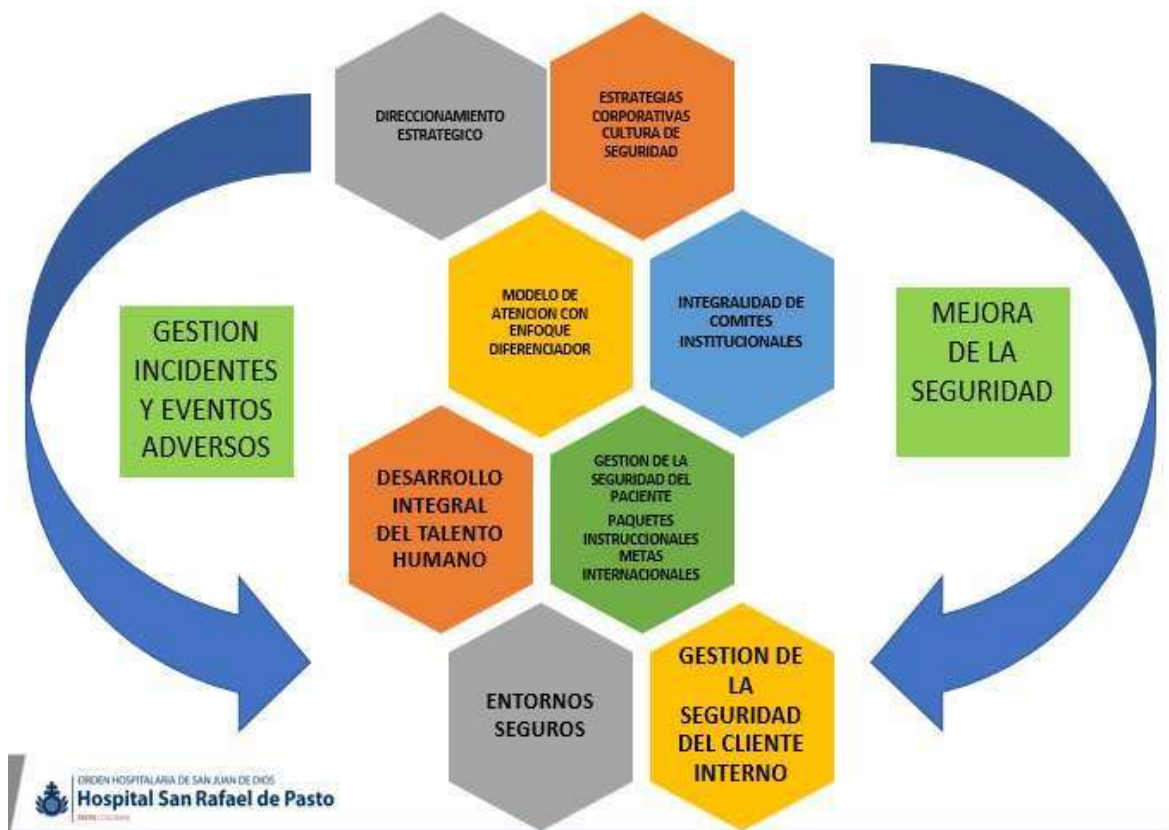 DIRECCIONAMIENTO
ESTRATEGICO
ESTRATEGIAS
CORPORATIVAS
CULTURA DE
SEGURIDAD
MODELO DE
ATENCION CON
ENFOQUE
DIFERENCIADOR
INTEGRALIDAD DE
COMITES
INSTITUCIONALES
GESTION
INCIDENTES
Y EVENTOS
ADVERSOS
MEJORA
DE LA
SEGURIDAD
DESARROLLO
INTEGRAL
DEL TALENTO
HUMANO
GESTION DE LA
SEGURIDAD DEL
PACIENTE
PAQUETES
INSTRUCCIONALES
METAS
INTERNACIONALES
ENTORNOS
SEGUROS
GESTION DE
LA
SEGURIDAD
DEL CLIENTE
INTERNO
ORDEN HOSPITALARIA DE SAN JUAN DE DIOS
Hospital San Rafael de Pasto